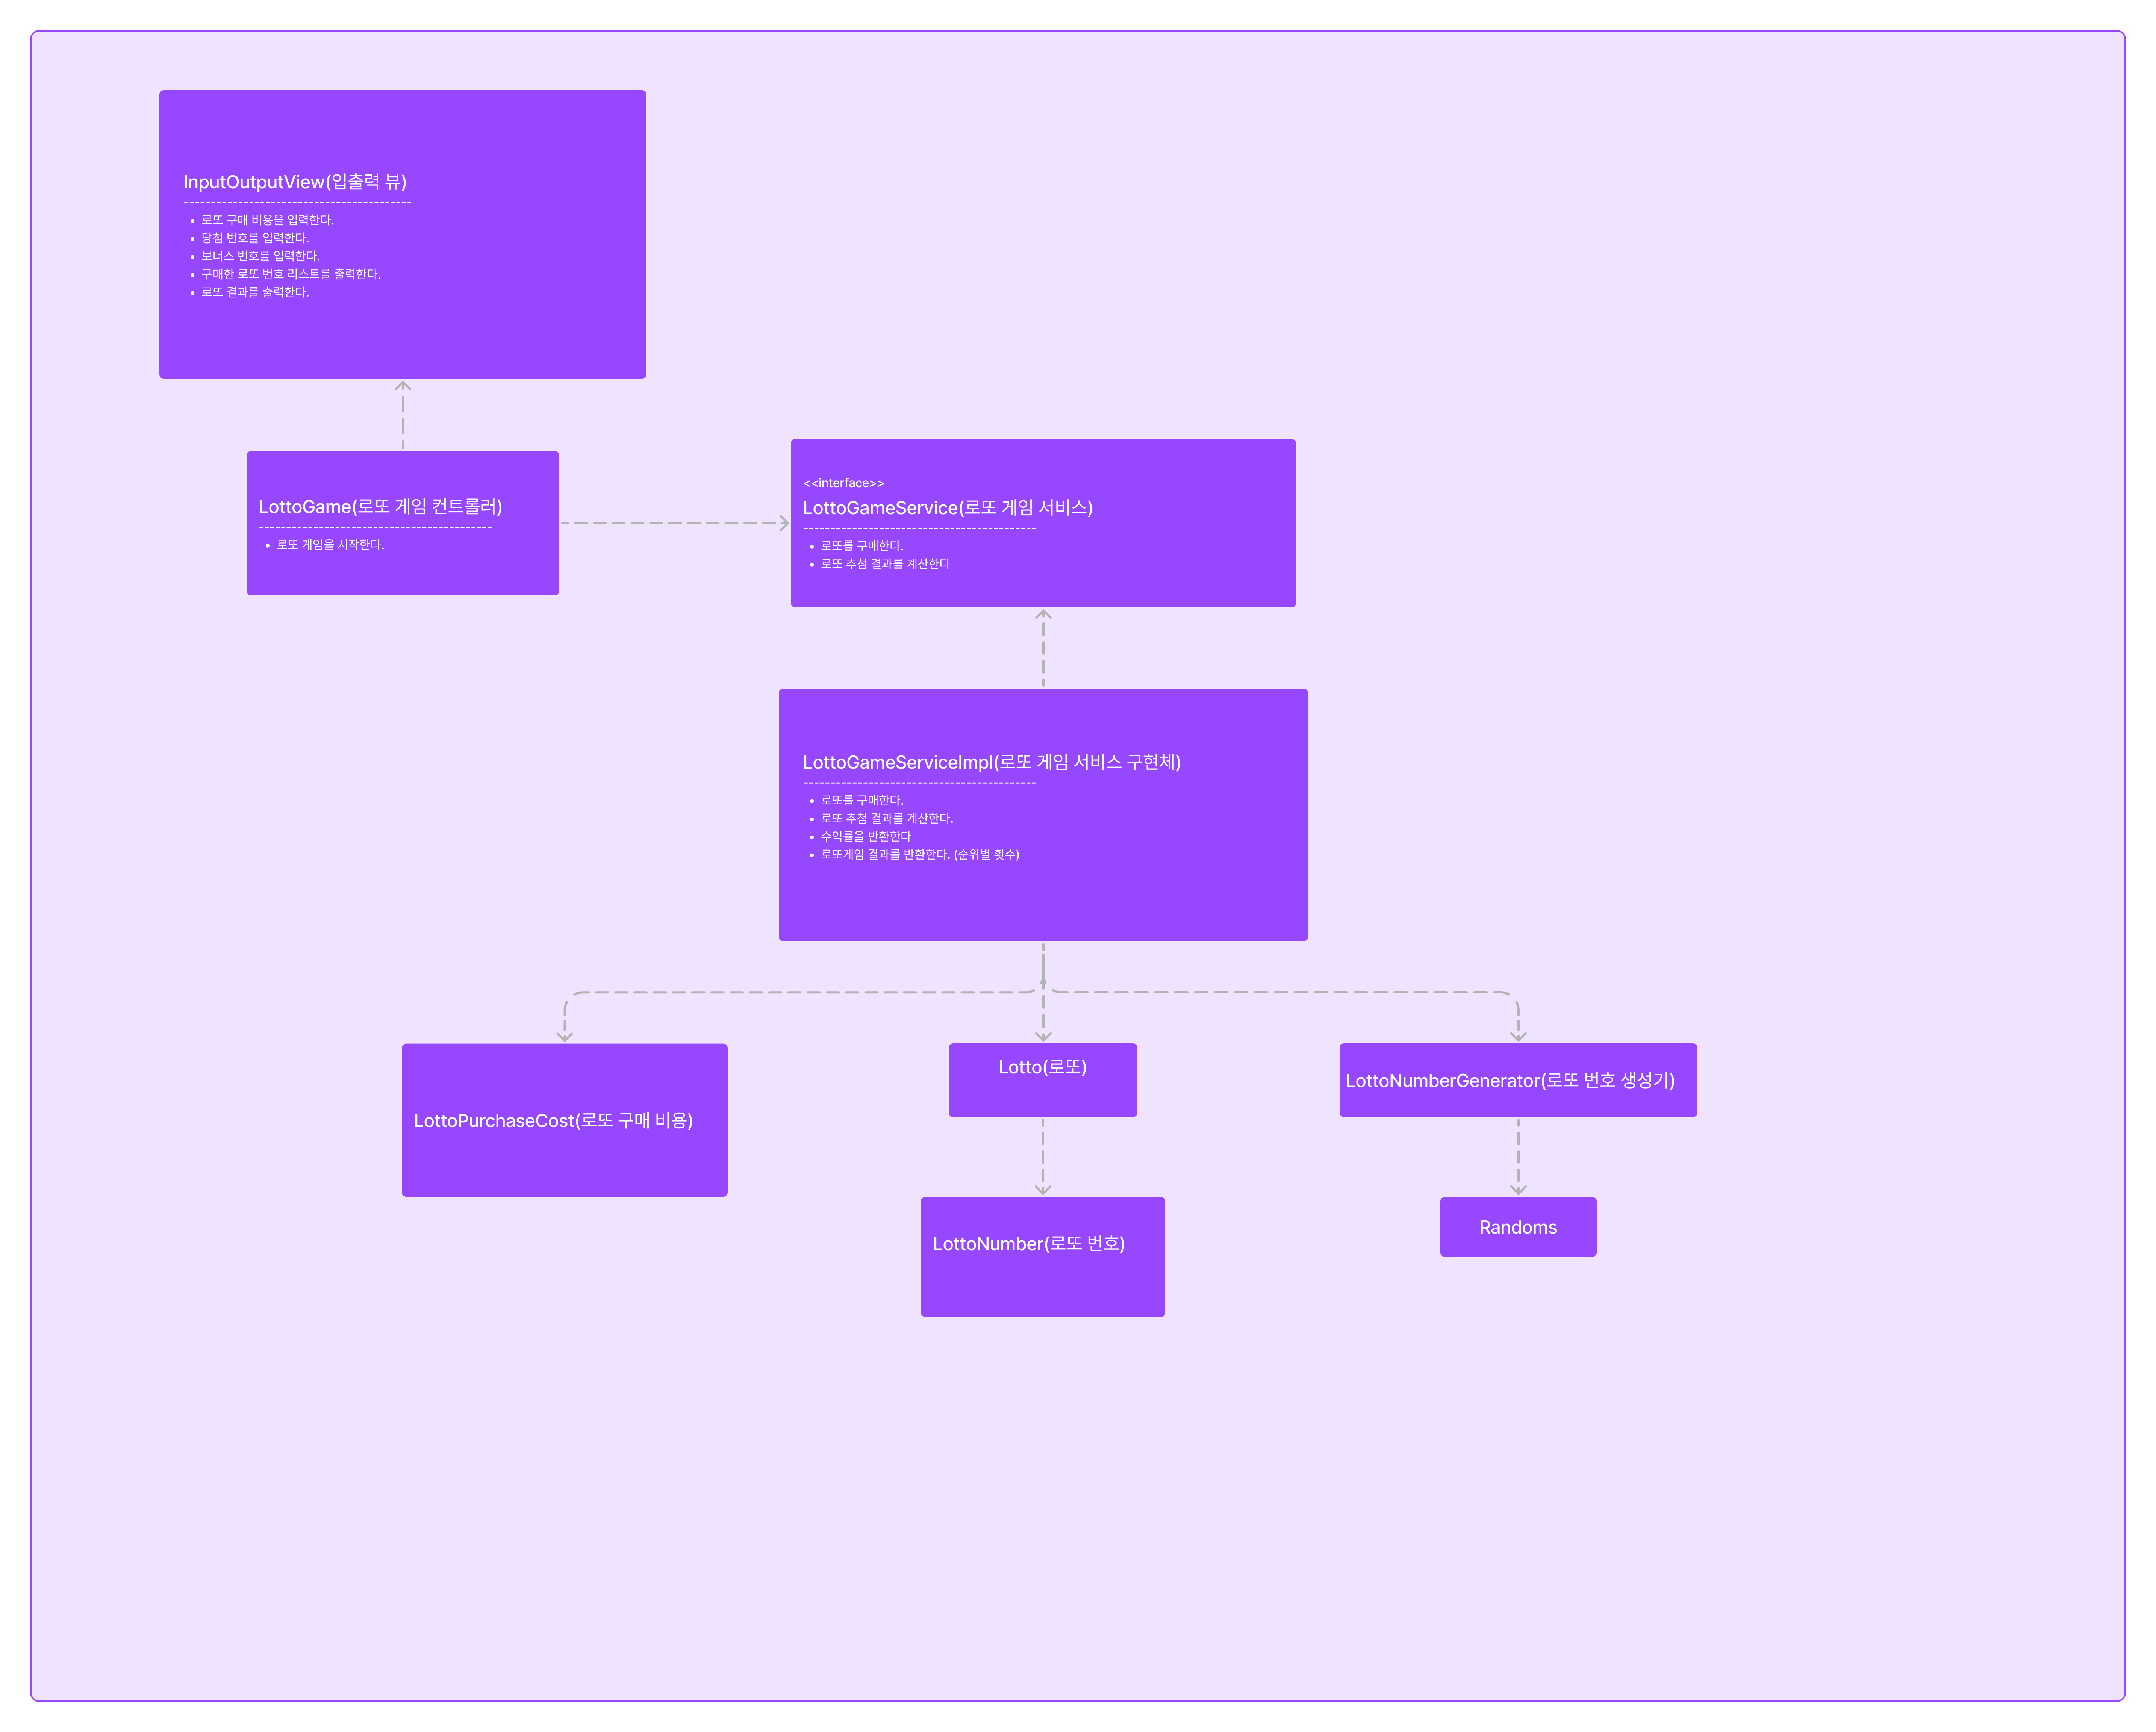 InputOutputView(입출력 뷰)
------------------------------------------
• 로또 구매 비용을 입력한다.
• 당첨 번호를 입력한다.
• 보너스 번호를 입력한다.
• 구매한 로또 번호 리스트를 출력한다.
• 로또 결과를 출력한다.
LottoGame(로또 게임 컨트롤러)
-------------------------------------------
• 로또 게임을 시작한다.
<<interface>>
LottoGameService(로또 게임 서비스)
-------------------------------------------
• 로또를 구매한다.
• 로또 추첨 결과를 계산한다
LottoGameServiceImpl(로또 게임 서비스 구현체)
-------------------------------------------
• 로또를 구매한다.
• 로또 추첨 결과를 계산한다.
• 수익률을 반환한다
• 로또게임 결과를 반환한다. (순위별 횟수)
LottoPurchaseCost(로또 구매 비용)
Lotto(로또)
LottoNumberGenerator(로또 번호 생성기)
LottoNumber(로또 번호)
Randoms